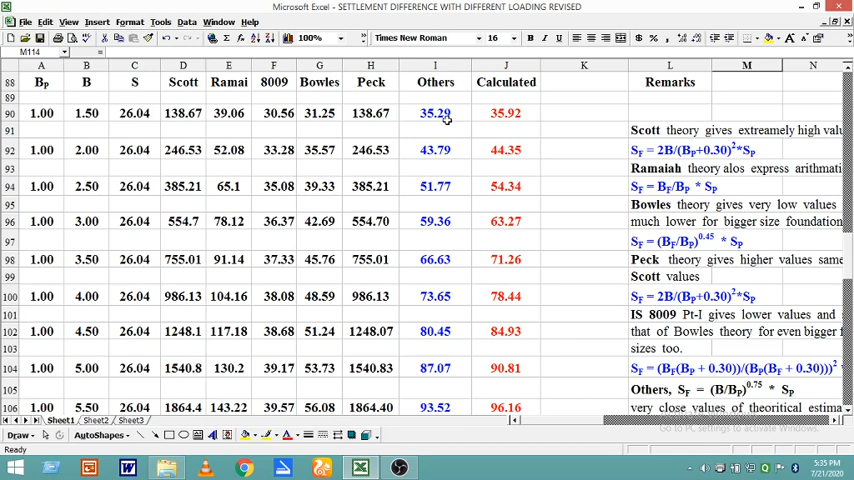 Microsoft Excel - SETTLEMENT DIFFERENCE WITH DIFFERENT LOADING REVISED
File Edit View Insert Format Tools Data Window Help
100% Times New Roman 16
M114
A B C D E F G H I J K L M N
88 BP B S Scott Ramai 8009 Bowles Peck Others Calculated Remarks
89
90 1.00 1.50 26.04 138.67 39.06 30.56 31.25 138.67 35.29 35.92
91 Scott theory gives extreamely high valu
92 1.00 2.00 26.04 246.53 52.08 33.28 35.57 246.53 43.79 44.35 SF = 2B/(BP+0.30)²*SP
93 Ramaiah theory alos express arithmati
94 1.00 2.50 26.04 385.21 65.1 35.08 39.33 385.21 51.77 54.34 SF = BF/BP * SP
95 Bowles theory gives very low values
96 1.00 3.00 26.04 554.7 78.12 36.37 42.69 554.70 59.36 63.27 much lower for bigger size foundation
97 SF = (BF/BP)^0.45 * SP
98 1.00 3.50 26.04 755.01 91.14 37.33 45.76 755.01 66.63 71.26 Peck theory gives higher values same
99 Scott values
100 1.00 4.00 26.04 986.13 104.16 38.08 48.59 986.13 73.65 78.44 SF = 2B/(BP+0.30)²*SP
101 IS 8009 Pt-I gives lower values and
102 1.00 4.50 26.04 1248.1 117.18 38.68 51.24 1248.07 80.45 84.93 that of Bowles theory for even bigger f
103 sizes too.
104 1.00 5.00 26.04 1540.8 130.2 39.17 53.73 1540.83 87.07 90.81 SF = (BF(BP + 0.30))/(BP(BF + 0.30)))²
105 Others, SF = (B/BP)^0.75 * SP
106 1.00 5.50 26.04 1864.4 143.22 39.57 56.08 1864.40 93.52 96.16 very close values of theoritical estima
Go to PC settings to activate Windows.
Sheet1 Sheet2 Sheet3
Draw AutoShapes
Ready
5:35 PM
7/21/2020